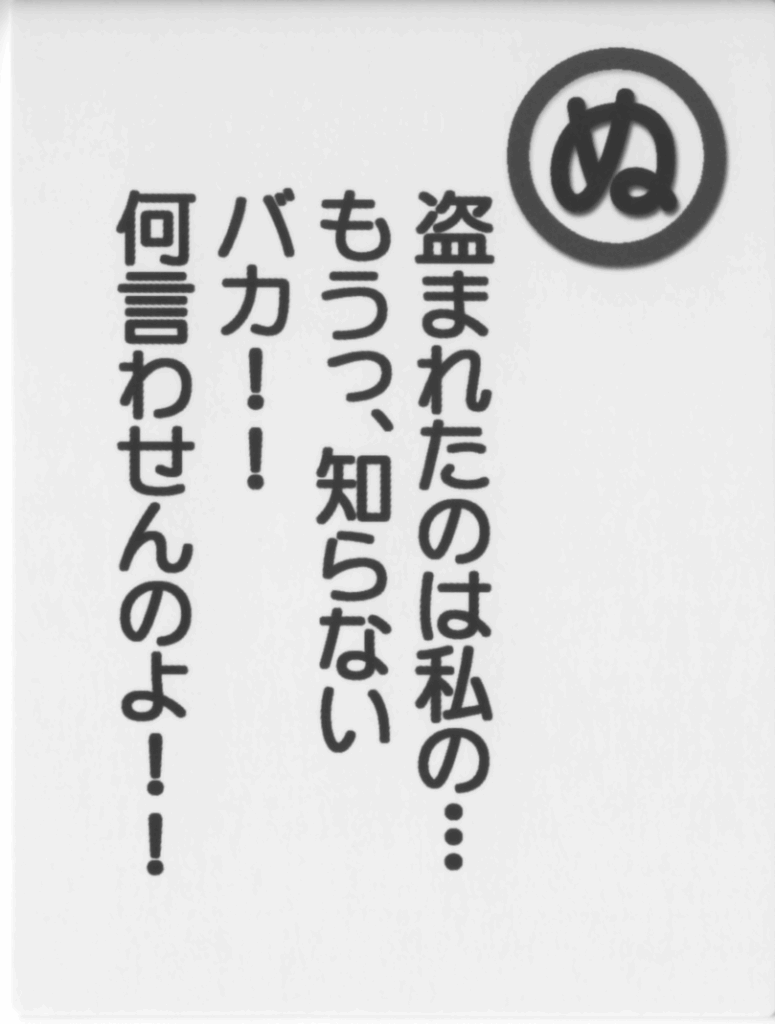 ぬ
盗まれたのは私の…
もうっ、知らない
バカ！！
何言わせんのよ！！